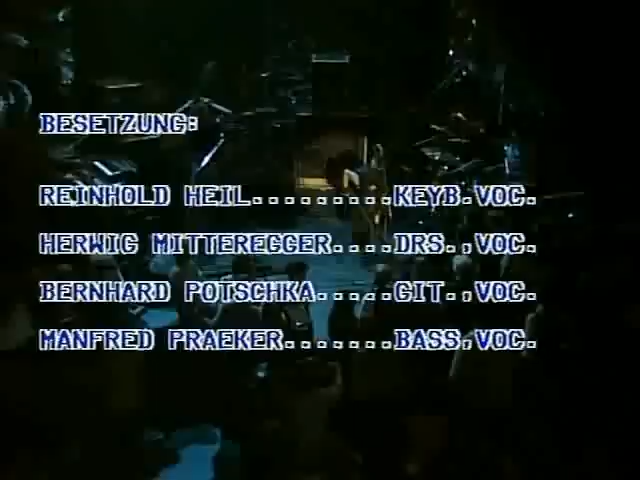 BESETZUNG:
REINHOLD HEIL.........KEYB.VOC.
HERWIG MITTEREGGER....DRS.,VOC.
BERNHARD POTSCHKA.....GIT.,VOC.
MANFRED PRAEKER.......BASS,VOC.